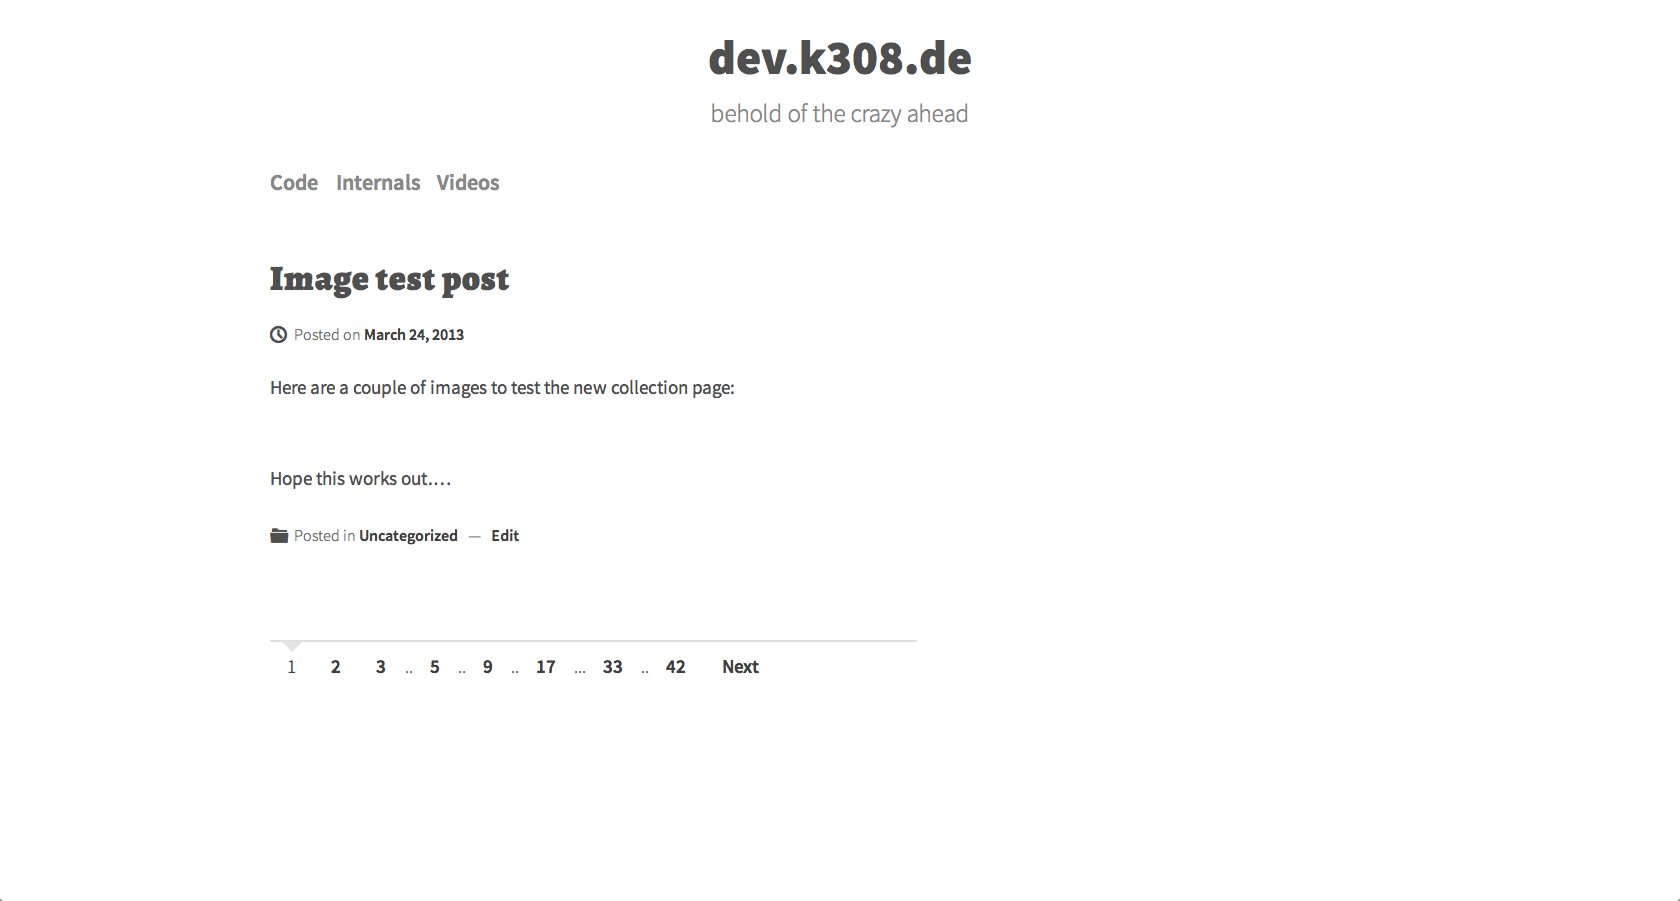 dev.k308.de
behold of the crazy ahead
Code Internals Videos
Image test post
Posted on March 24, 2013
Here are a couple of images to test the new collection page:
Hope this works out….
Posted in Uncategorized — Edit
1 2 3 .. 5 .. 9 .. 17 ... 33 .. 42 Next